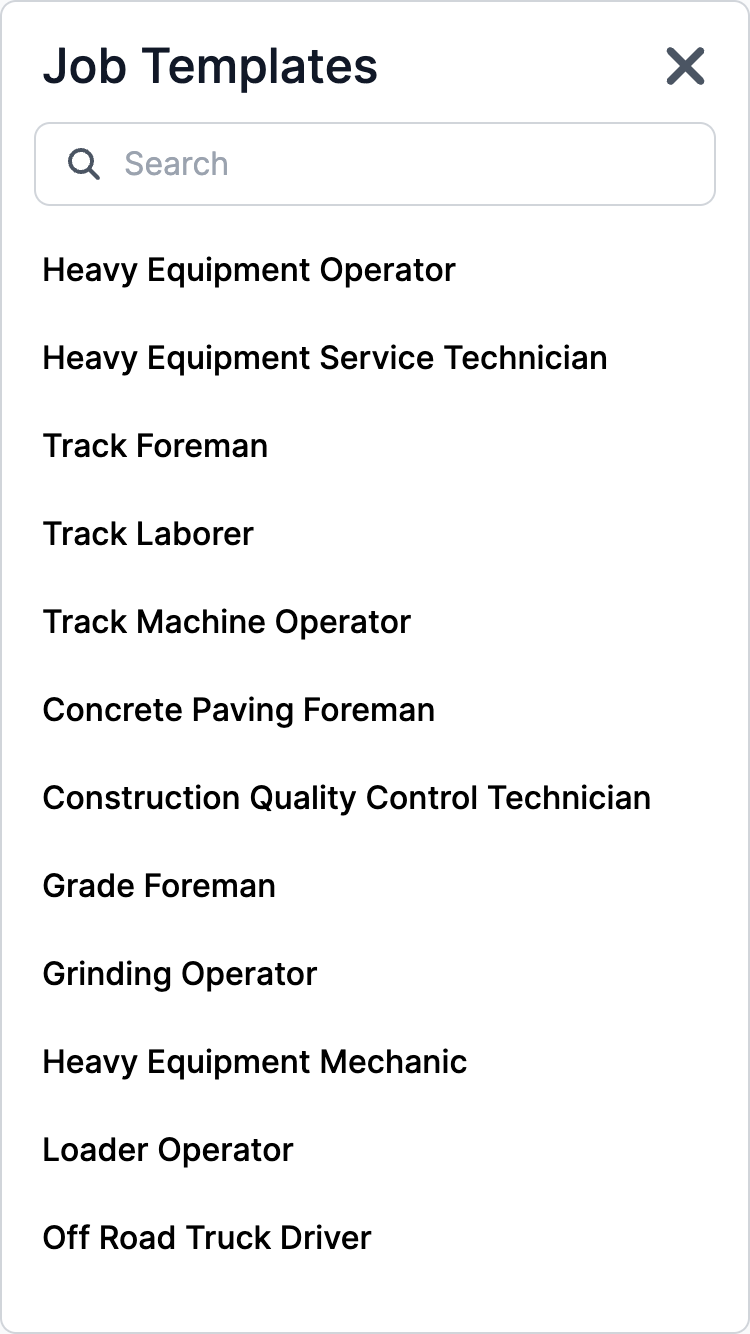 Job Templates
Search
Heavy Equipment Operator
Heavy Equipment Service Technician
Track Foreman
Track Laborer
Track Machine Operator
Concrete Paving Foreman
Construction Quality Control Technician
Grade Foreman
Grinding Operator
Heavy Equipment Mechanic
Loader Operator
Off Road Truck Driver